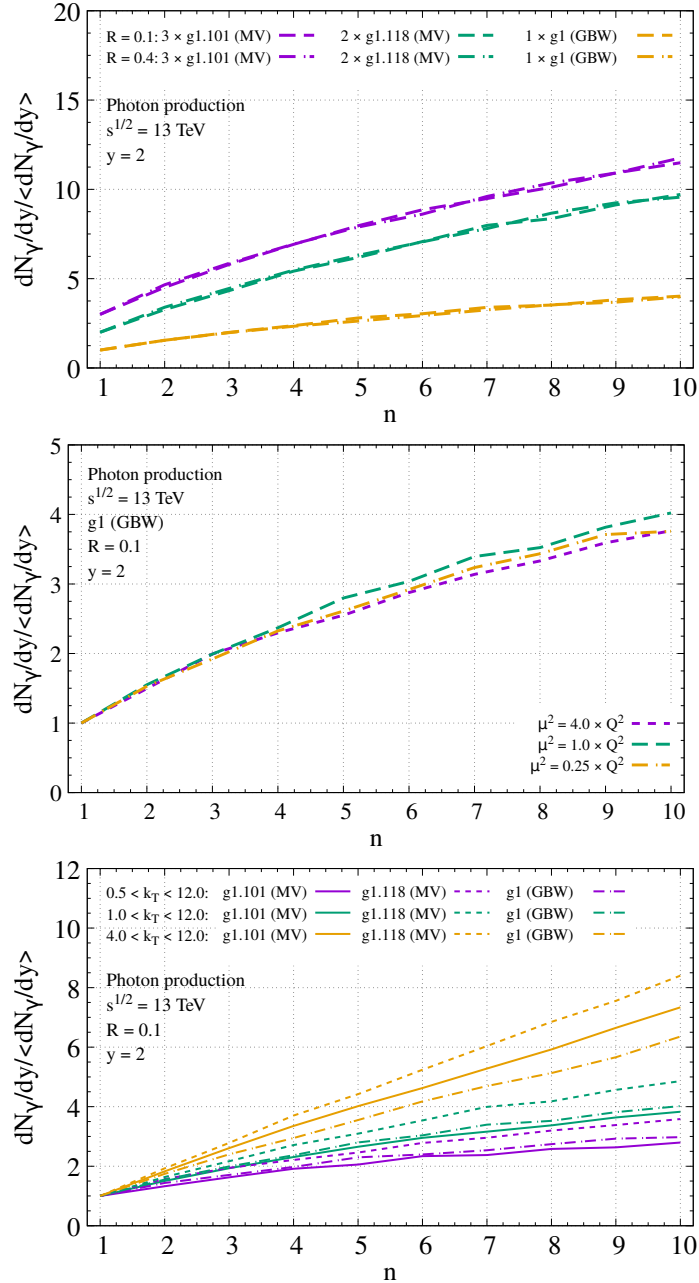 R = 0.1: 3 × g1.101 (MV) 2 × g1.118 (MV) 1 × g1 (GBW)
R = 0.4: 3 × g1.101 (MV) 2 × g1.118 (MV) 1 × g1 (GBW)
Photon production
s^1/2 = 13 TeV
y = 2
20
15
10
5
0
dNγ/dy/<dNγ/dy>
1 2 3 4 5 6 7 8 9 10
n
5
4
3
2
1
0
Photon production
s^1/2 = 13 TeV
g1 (GBW)
R = 0.1
y = 2
dNγ/dy/<dNγ/dy>
μ² = 4.0 × Q²
μ² = 1.0 × Q²
μ² = 0.25 × Q²
1 2 3 4 5 6 7 8 9 10
n
12
10
8
6
4
2
0
0.5 < k_T < 12.0: g1.101 (MV) g1.118 (MV) g1 (GBW)
1.0 < k_T < 12.0: g1.101 (MV) g1.118 (MV) g1 (GBW)
4.0 < k_T < 12.0: g1.101 (MV) g1.118 (MV) g1 (GBW)
Photon production
s^1/2 = 13 TeV
R = 0.1
y = 2
dNγ/dy/<dNγ/dy>
1 2 3 4 5 6 7 8 9 10
n